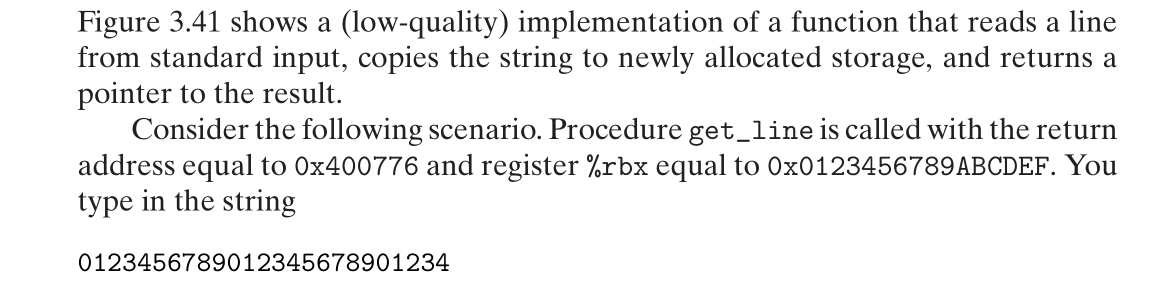 Figure 3.41 shows a (low-quality) implementation of a function that reads a line
from standard input, copies the string to newly allocated storage, and returns a
pointer to the result.
Consider the following scenario. Procedure get_line is called with the return
address equal to 0x400776 and register %rbx equal to 0x0123456789ABCDEF. You
type in the string
0123456789012345678901234